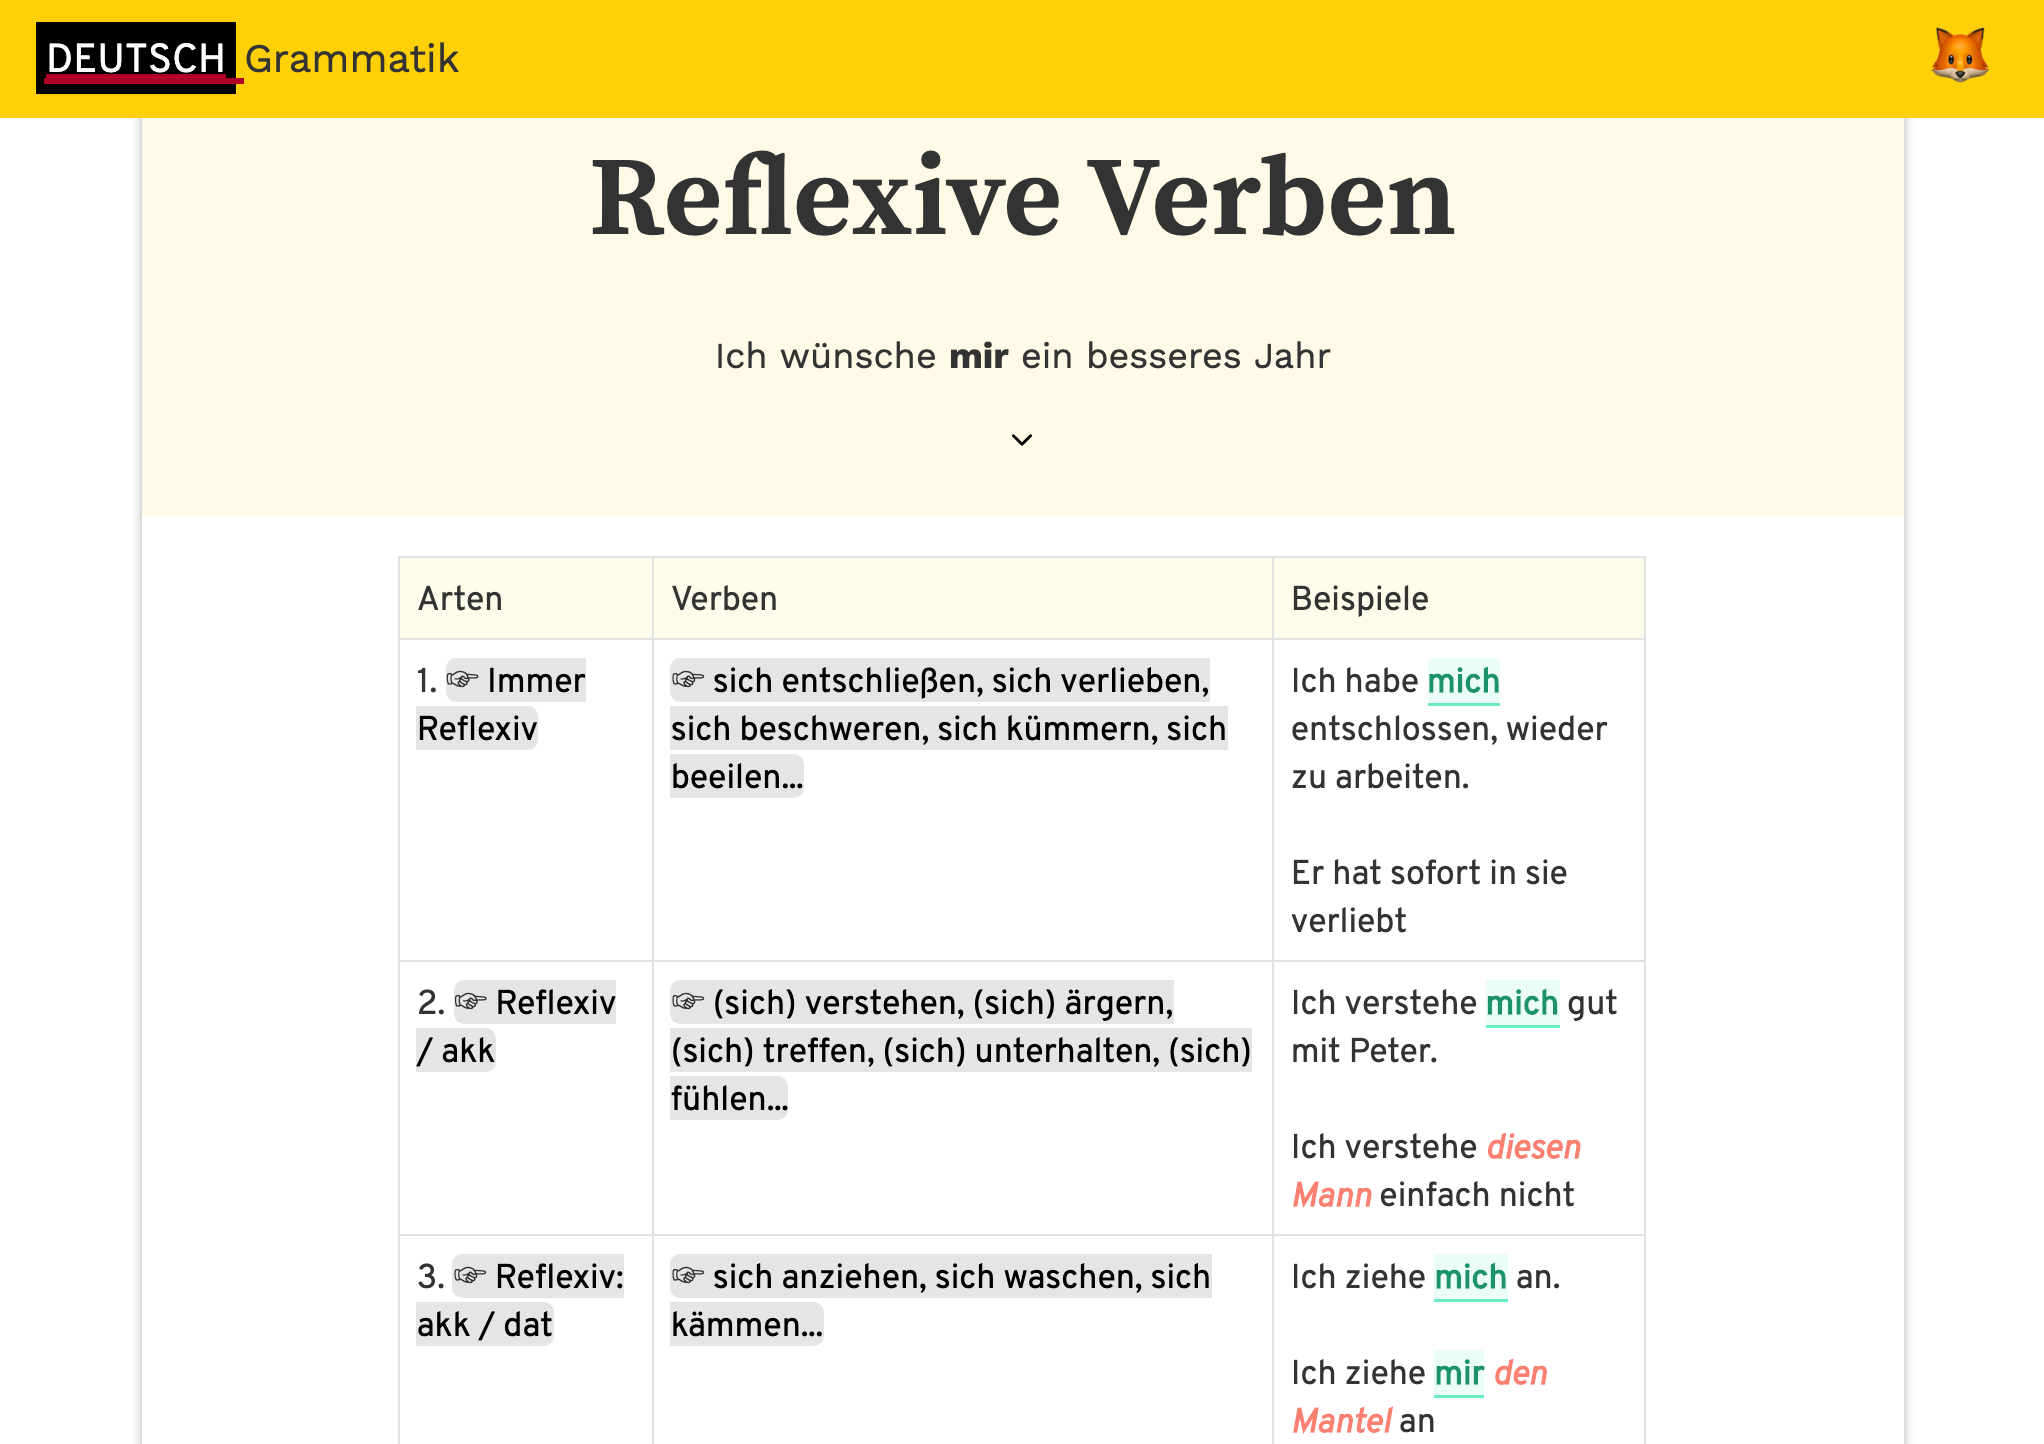 DEUTSCH Grammatik
Reflexive Verben
Ich wünsche mir ein besseres Jahr
Arten
Verben
Beispiele
1. ☞ Immer
Reflexiv
☞ sich entschließen, sich verlieben,
sich beschweren, sich kümmern, sich
beeilen...
Ich habe mich
entschlossen, wieder
zu arbeiten.
Er hat sofort in sie
verliebt
2. ☞ Reflexiv
/ akk
☞ (sich) verstehen, (sich) ärgern,
(sich) treffen, (sich) unterhalten, (sich)
fühlen...
Ich verstehe mich gut
mit Peter.
Ich verstehe diesen
Mann einfach nicht
3. ☞ Reflexiv:
akk / dat
☞ sich anziehen, sich waschen, sich
kämmen...
Ich ziehe mich an.
Ich ziehe mir den
Mantel an